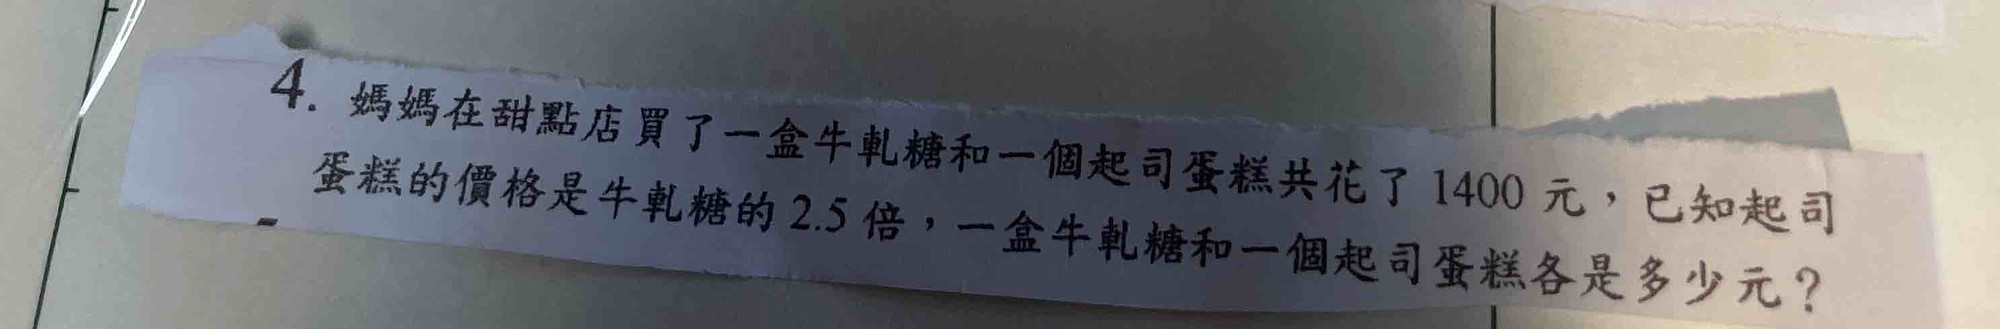 4. 媽媽在甜點店買了一盒牛軋糖和一個起司蛋糕共花了 1400 元，已知起司
蛋糕的價格是牛軋糖的 2.5 倍，一盒牛軋糖和一個起司蛋糕各是多少元？